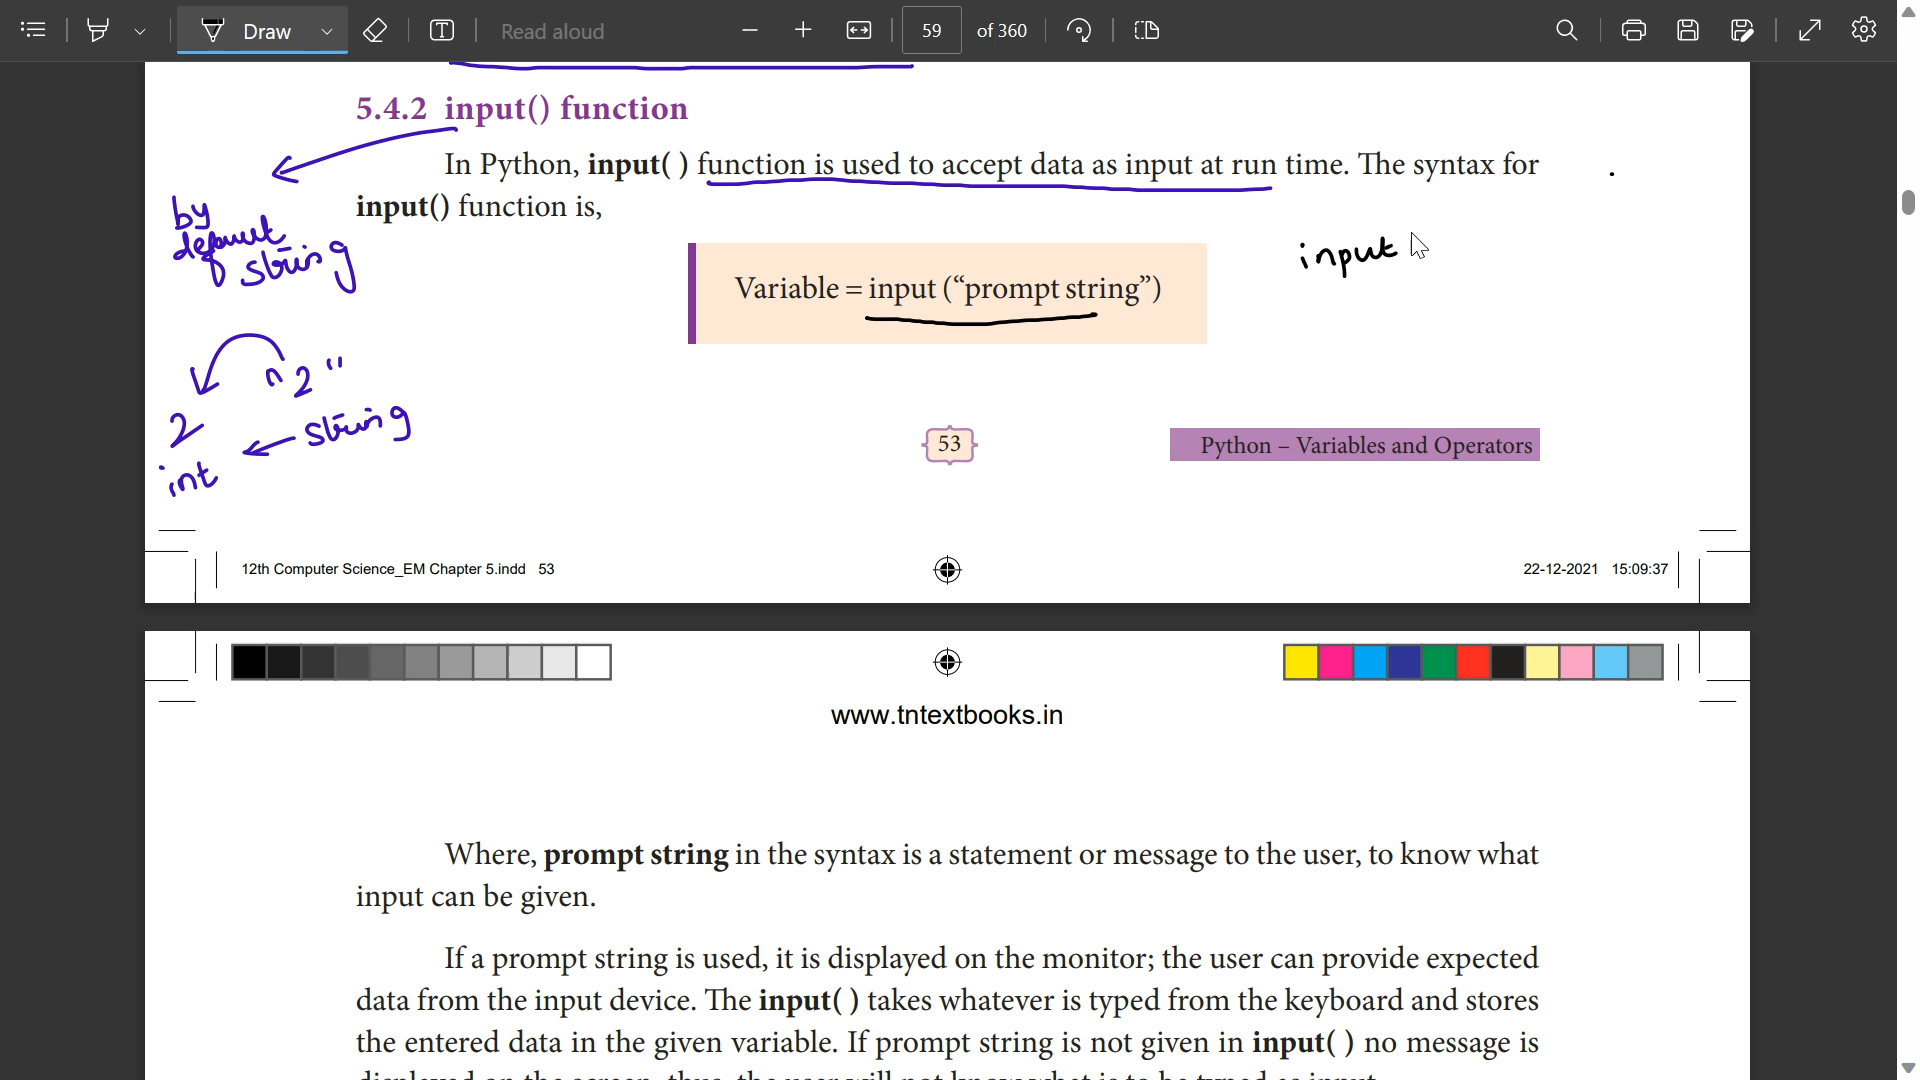 Draw
Read aloud
59 of 360
5.4.2 input() function
In Python, input( ) function is used to accept data as input at run time. The syntax for
input() function is,
by
default
string
input
Variable = input (“prompt string”)
"2"
2
string
int
53
Python – Variables and Operators
12th Computer Science_EM Chapter 5.indd 53
22-12-2021 15:09:37
www.tntextbooks.in
Where, prompt string in the syntax is a statement or message to the user, to know what
input can be given.
If a prompt string is used, it is displayed on the monitor; the user can provide expected
data from the input device. The input( ) takes whatever is typed from the keyboard and stores
the entered data in the given variable. If prompt string is not given in input( ) no message is